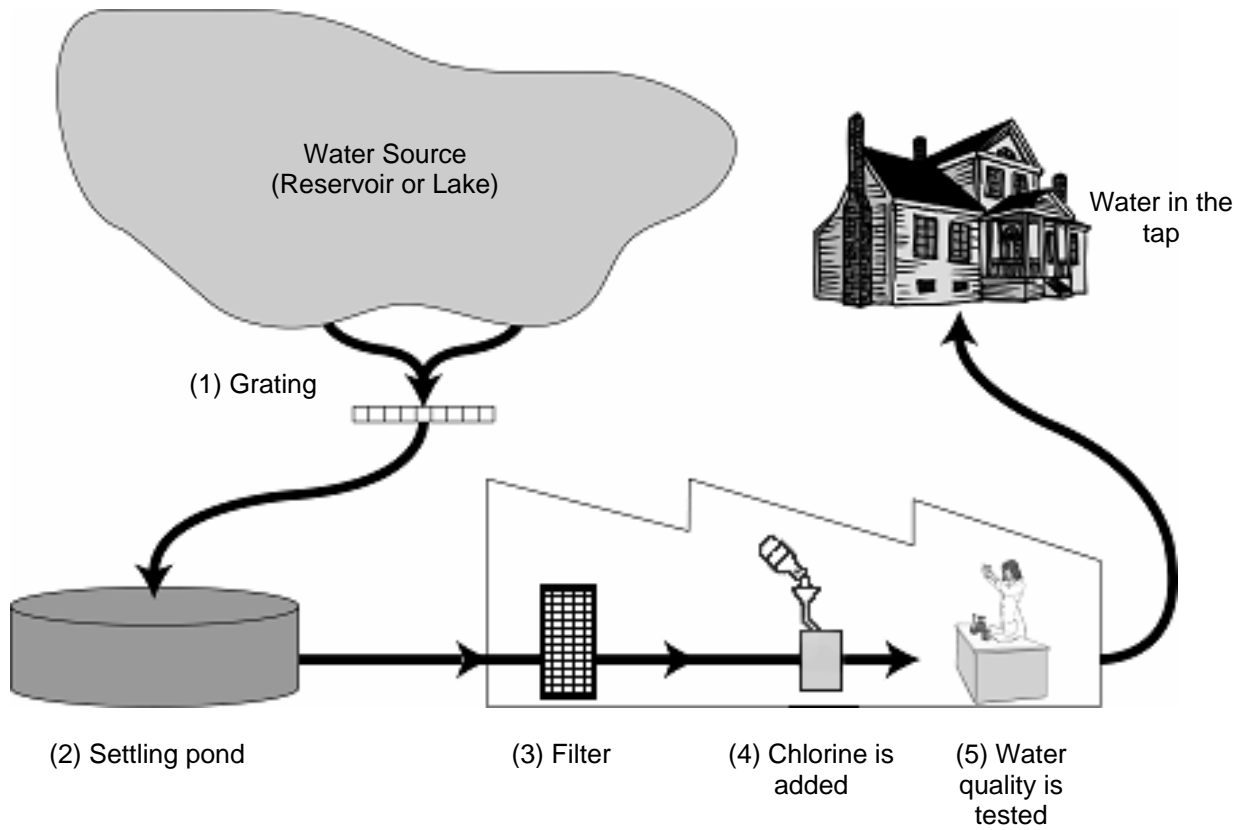 Water Source
(Reservoir or Lake)
Water in the
tap
(1) Grating
(2) Settling pond
(3) Filter
(4) Chlorine is
added
(5) Water
quality is
tested